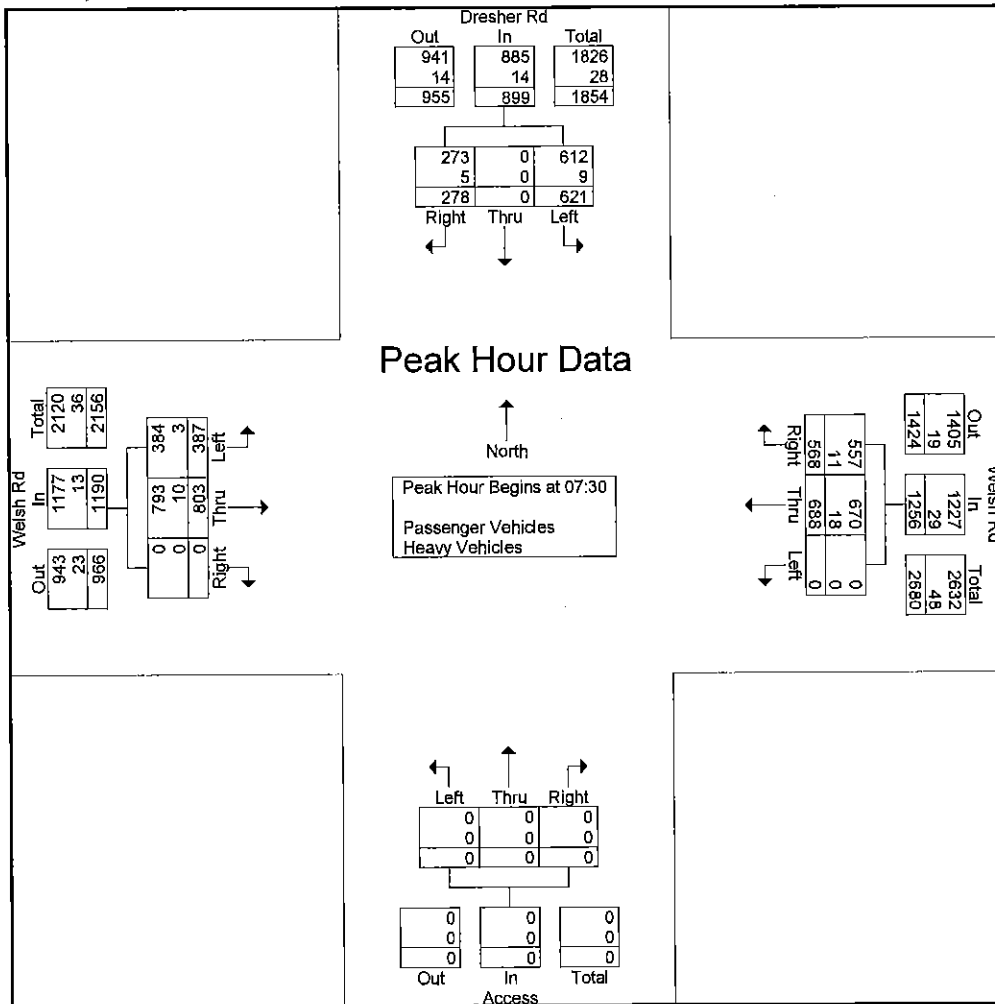 Dresher Rd
Out In Total
941 885 1826
14 14 28
955 899 1854
273 0 612
5 0 9
278 0 621
Right Thru Left
Peak Hour Data
North
Peak Hour Begins at 07:30
Passenger Vehicles
Heavy Vehicles
Welsh Rd
Out In Total
943 1177 2120
23 13 36
966 1190 2156
384 793 0
3 10 0
387 803 0
Left Thru Right
Welsh Rd
Out In Total
1405 1227 2632
19 29 48
1424 1256 2680
557 670 0
11 18 0
568 688 0
Right Thru Left
Left Thru Right
0 0 0
0 0 0
0 0 0
0 0 0
0 0 0
0 0 0
Out In Total
Access